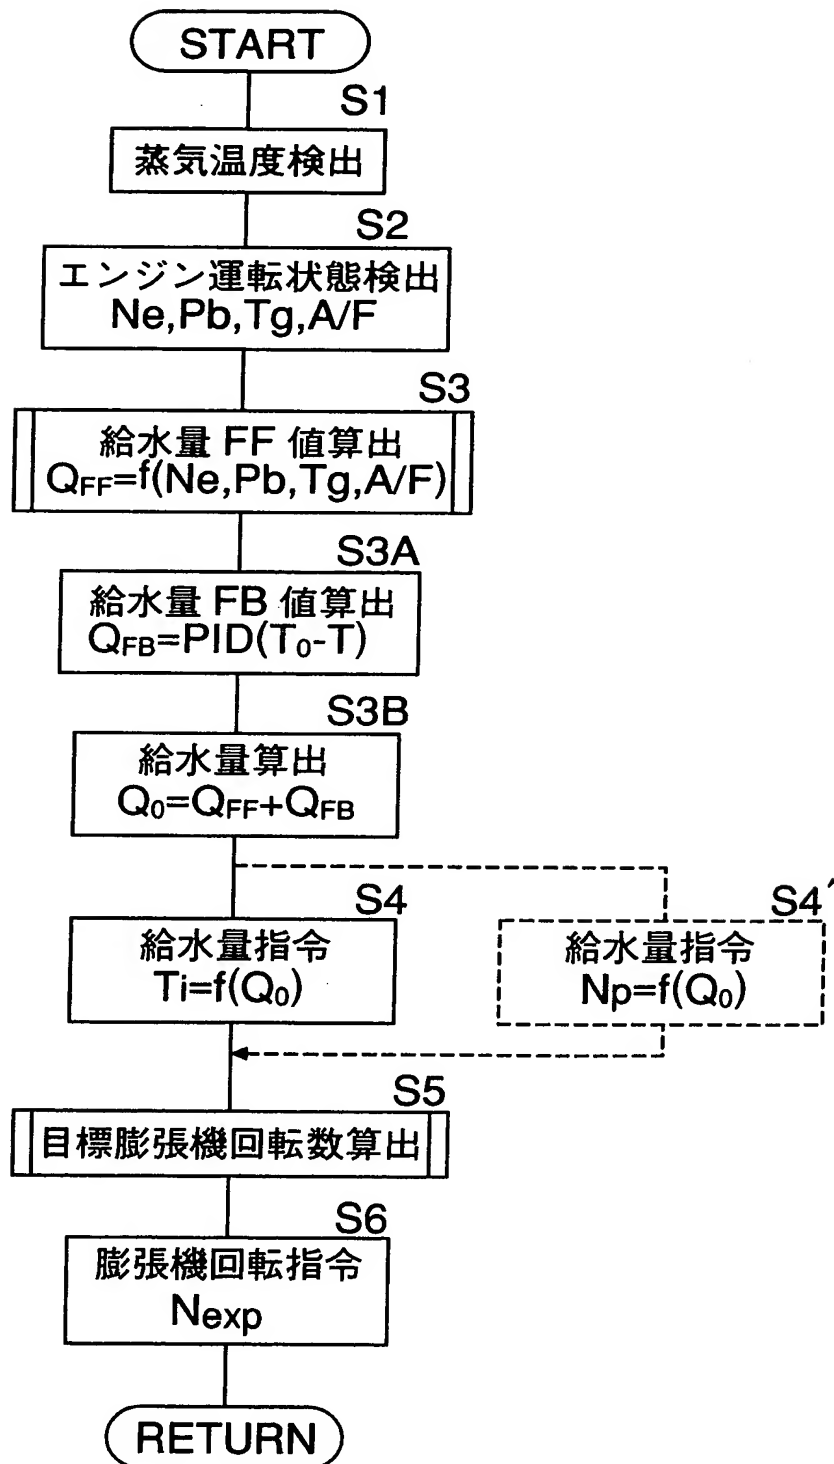 START
S1
蒸気温度検出
S2
エンジン運転状態検出
Ne,Pb,Tg,A/F
S3
給水量 FF 値算出
QFF=f(Ne,Pb,Tg,A/F)
S3A
給水量 FB 値算出
QFB=PID(T0-T)
S3B
給水量算出
Q0=QFF+QFB
S4
給水量指令
Ti=f(Q0)
S4´
給水量指令
Np=f(Q0)
S5
目標膨張機回転数算出
S6
膨張機回転指令
Nexp
RETURN